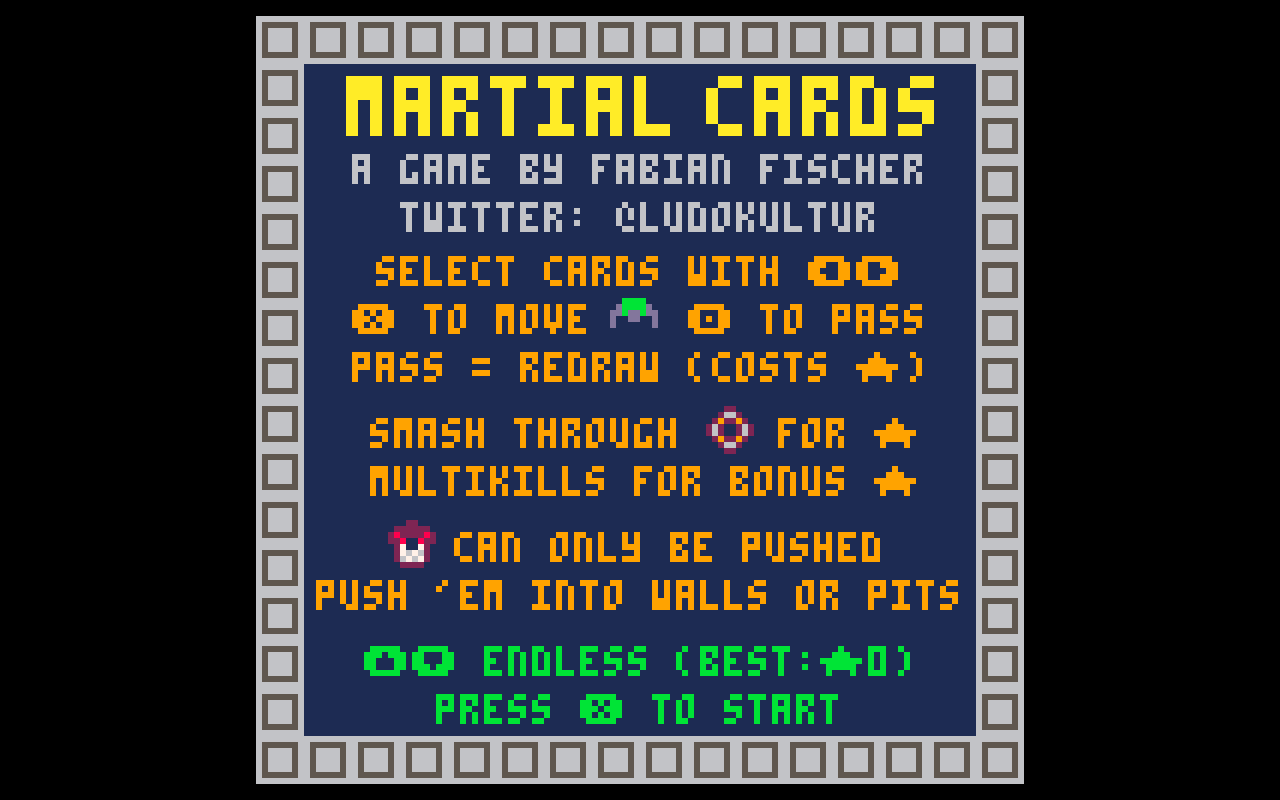 MARTIAL CARDS
A GAME BY FABIAN FISCHER
TWITTER: @LUDOKULTUR
SELECT CARDS WITH ⬅️➡️
❎ TO MOVE 🅾️ TO PASS
PASS = REDRAW (COSTS ★)
SMASH THROUGH FOR ★
MULTIKILLS FOR BONUS ★
CAN ONLY BE PUSHED
PUSH 'EM INTO WALLS OR PITS
⬆️⬇️ ENDLESS (BEST:★0)
PRESS ❎ TO START